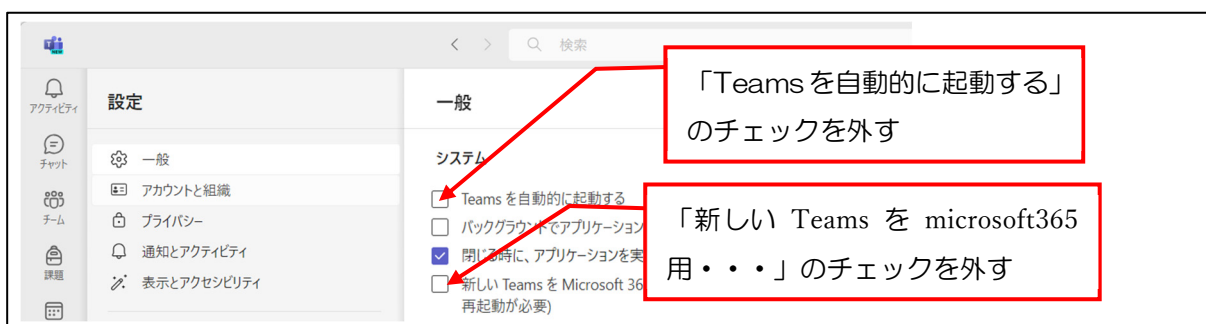 検索
「Teamsを自動的に起動する」
のチェックを外す
アクティビティ
設定
一般
チャット
一般
システム
アカウントと組織
Teams を自動的に起動する
チーム
プライバシー
バックグラウンドでアプリケーション
「新しい Teams を microsoft365
用・・・」のチェックを外す
通知とアクティビティ
閉じる時に、アプリケーションを実
課題
表示とアクセシビリティ
新しい Teams を Microsoft 36
再起動が必要)